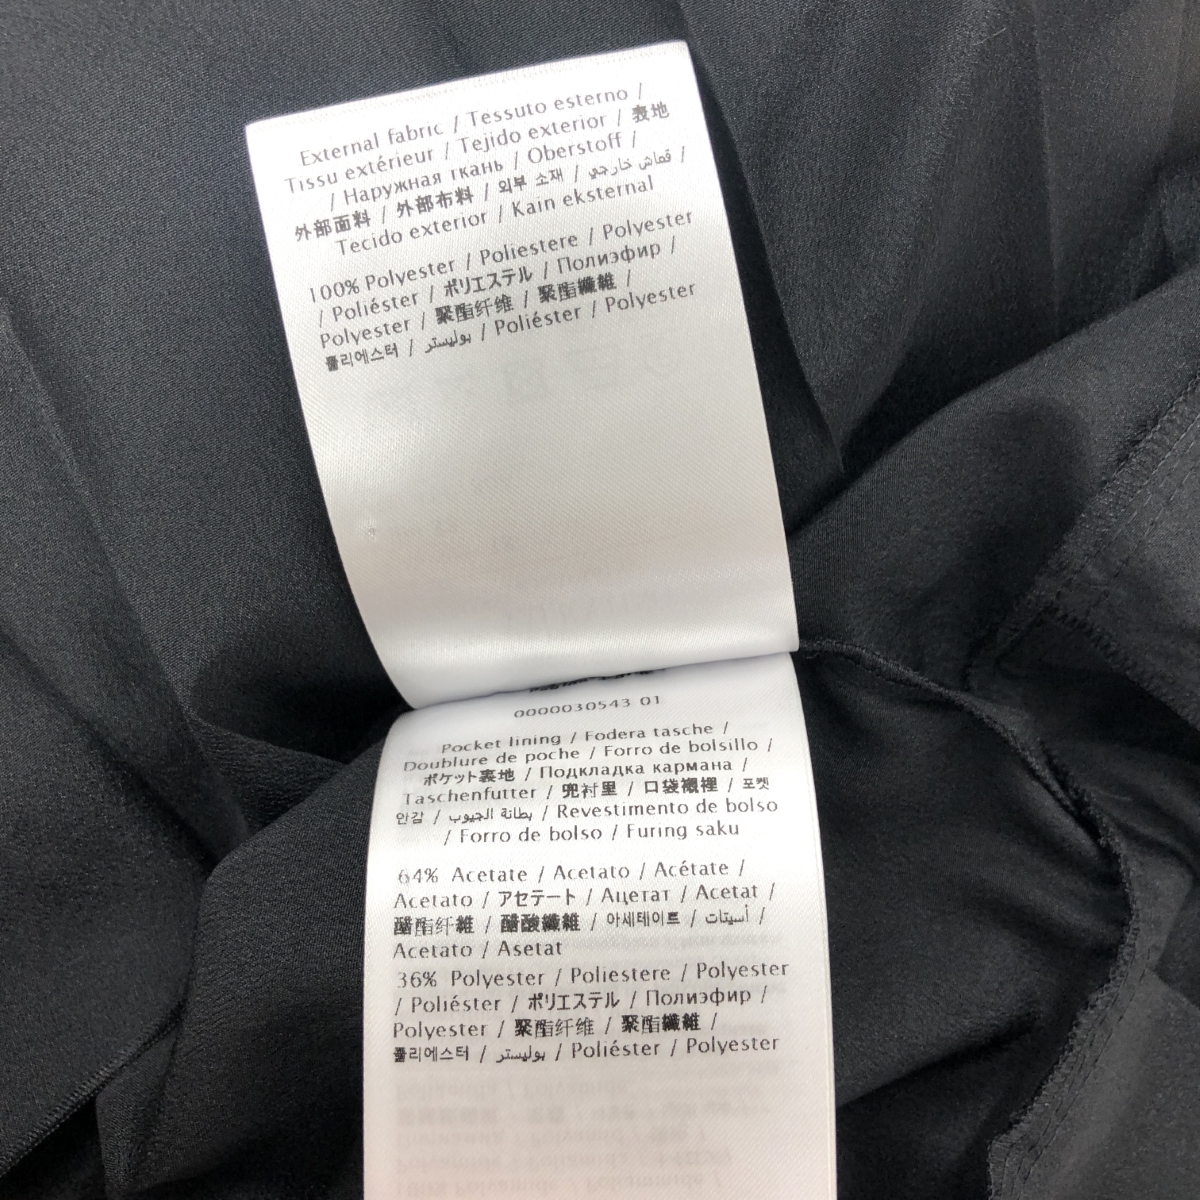 External fabric / Tessuto esterno /
Tissu extérieur / Tejido exterior / 表地
/ Наружная ткань / Oberstoff /
外部面料 / 外部布料 / 외부 소재 / قماش خارجي /
Tecido exterior / Kain eksternal
100% Polyester / Poliestere / Polyester
/ Poliéster / ポリエステル / Полиэфир /
Polyester / 聚酯纤维 / 聚酯纖維 /
폴리에스터 / بوليستر / Poliéster / Polyester
0000030543 01
Pocket lining / Fodera tasche /
Doublure de poche / Forro de bolsillo /
ポケット裏地 / Подкладка кармана /
Taschenfutter / 兜衬里 / 口袋襯裡 / 포켓
안감 / بطانة الجيوب / Revestimento de bolso
/ Forro de bolso / Furing saku
64% Acetate / Acetato / Acétate /
Acetato / アセテート / Ацетат / Acetat /
醋酯纤维 / 醋酸纖維 / 아세테이트 / أسيتات /
Acetato / Asetat
36% Polyester / Poliestere / Polyester
/ Poliéster / ポリエステル / Полиэфир /
Polyester / 聚酯纤维 / 聚酯纖維 /
폴리에스터 / بوليستر / Poliéster / Polyester